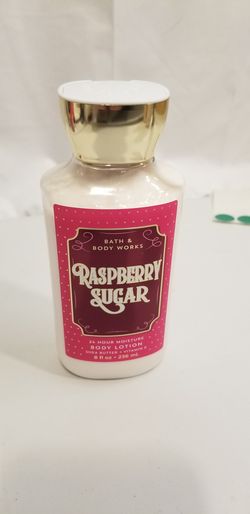 BATH &
BODY WORKS
RASPBERRY
SUGAR
24 HOUR MOISTURE
BODY LOTION
SHEA BUTTER + VITAMIN E
8 fl oz • 236 mL